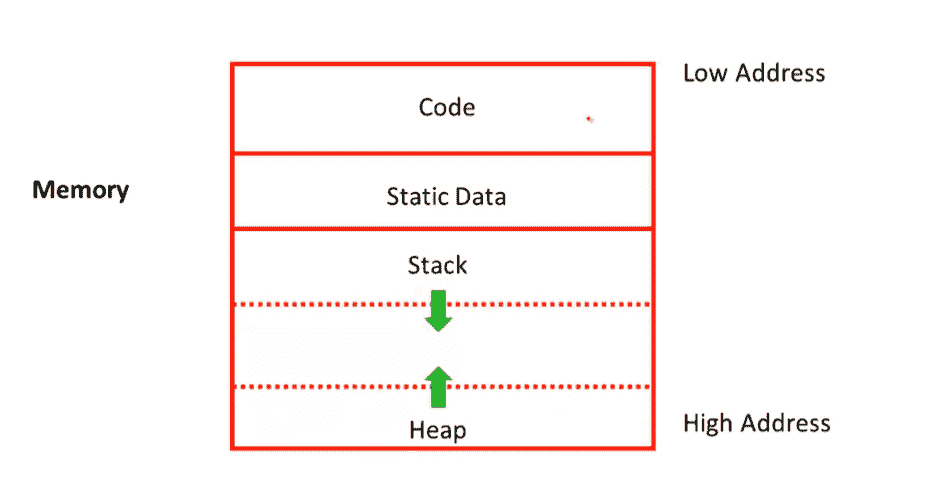 Low Address
Code
Memory
Static Data
Stack
Heap
High Address